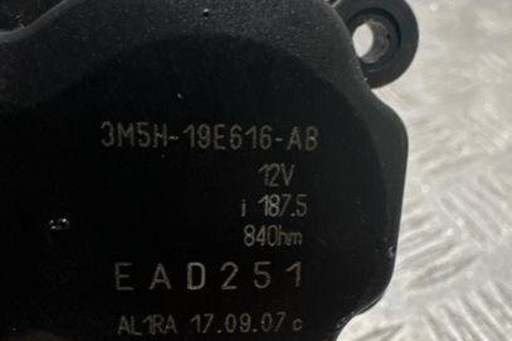 3M5H-19E616-AB
12V
i 187.5
84Ohm
EAD251
AL1RA 17.09.07 c